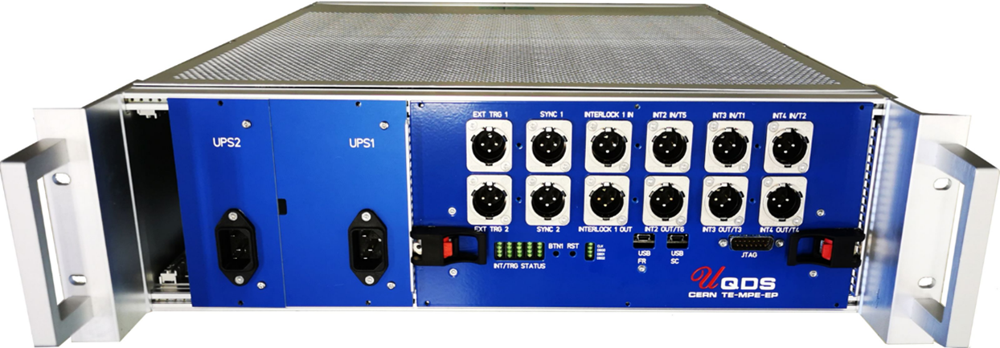 UPS2
UPS1
EXT TRG 1
SYNC 1
INTERLOCK 1 IN
INT2 IN/T5
INT3 IN/T1
INT4 IN/T2
EXT TRG 2
SYNC 2
INTERLOCK 1 OUT
INT2 OUT/T6
INT3 OUT/T3
INT4 OUT/T4
BTN1 RST
INT/TRG STATUS
USB
FR
USB
SC
JTAG
UQDS
CERN TE-MPE-EP